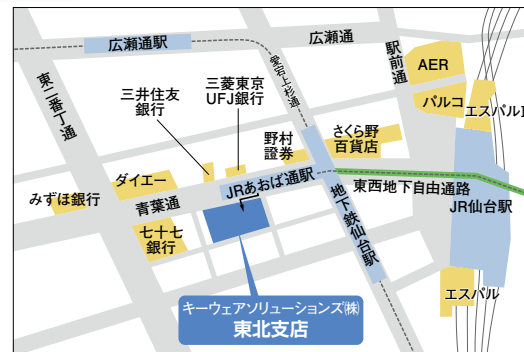 広瀬通駅
広瀬通
駅前通
東二番丁通
愛宕上杉通
AER
パルコ
エスパルⅡ
三井住友
銀行
三菱東京
UFJ銀行
野村
證券
さくら野
百貨店
みずほ銀行
ダイエー
青葉通
JRあおば通駅
東西地下自由通路
JR仙台駅
七十七
銀行
地下鉄仙台駅
エスパル
キーウェアソリューションズ㈱
東北支店